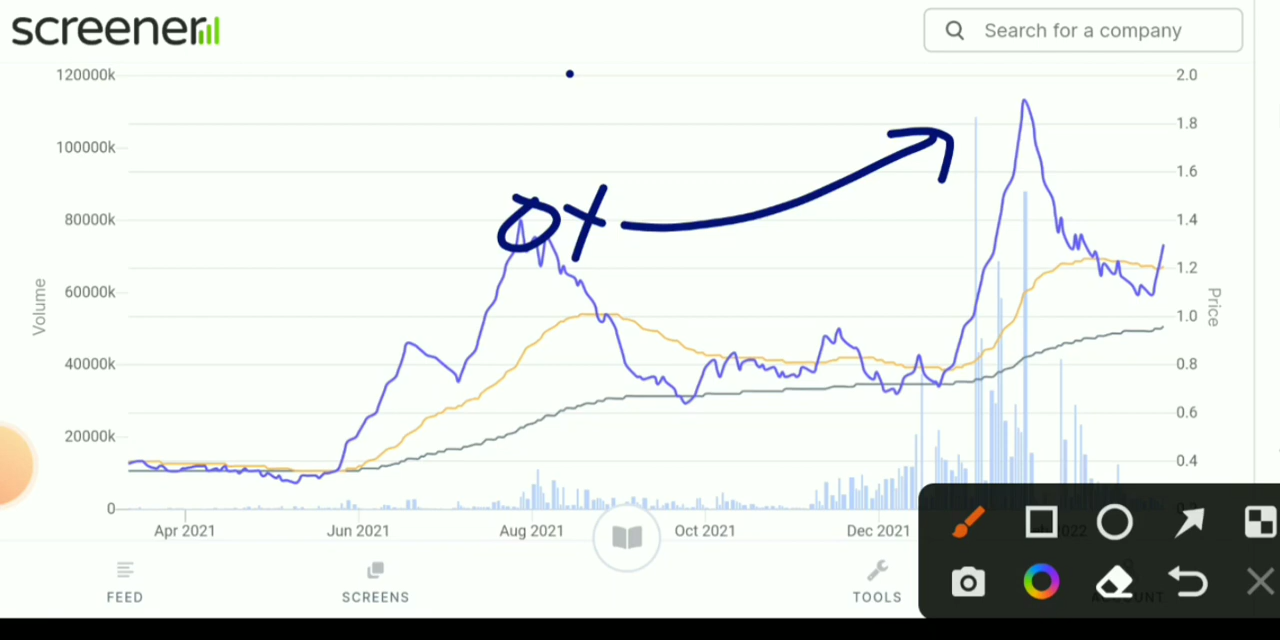 screener
Search for a company
120000k
100000k
80000k
60000k
40000k
20000k
0
Volume
2.0
1.8
1.6
1.4
1.2
1.0
0.8
0.6
0.4
Price
Apr 2021
Jun 2021
Aug 2021
Oct 2021
Dec 2021
2022
FEED
SCREENS
TOOLS